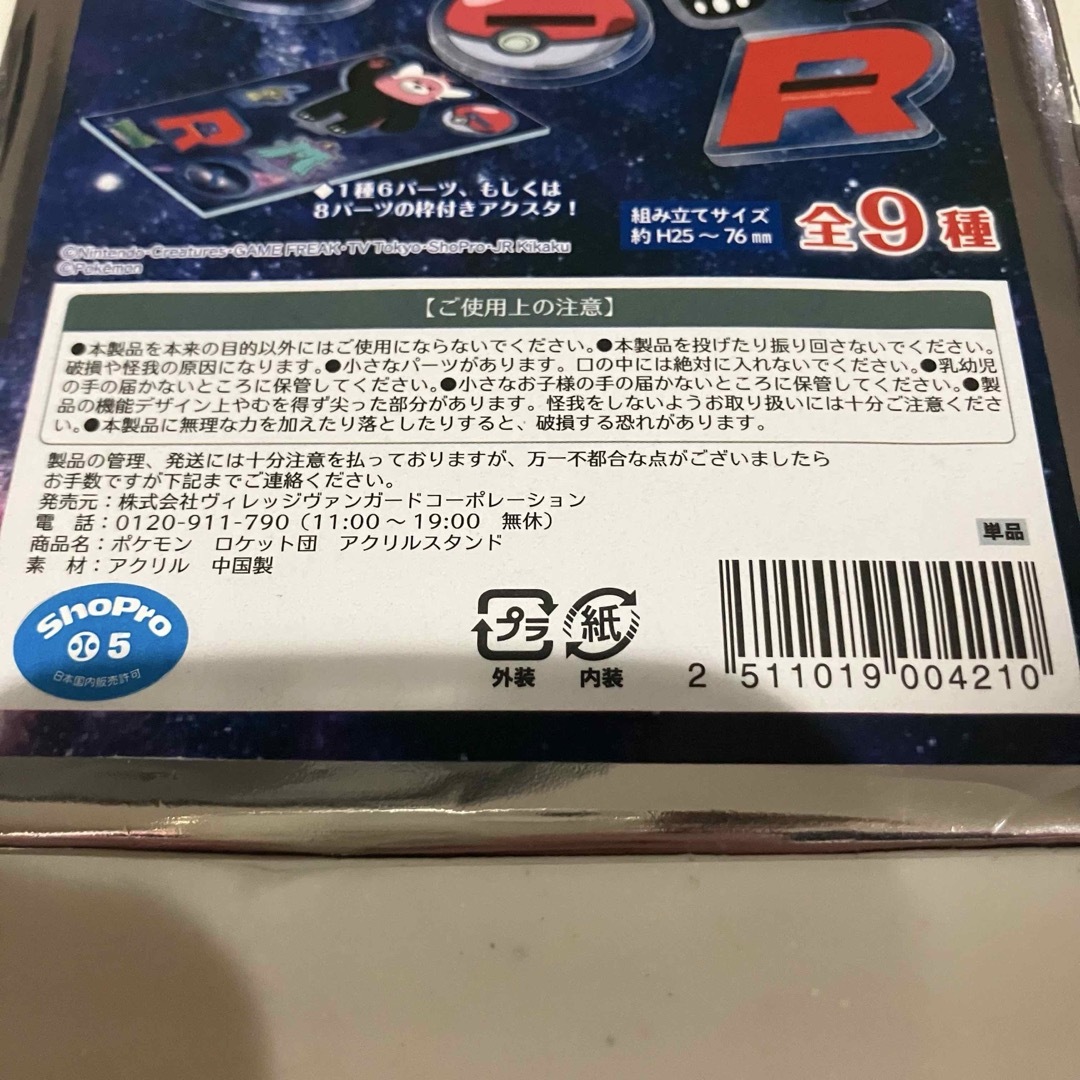 R
R
◆1種6パーツ、もしくは
8パーツの枠付きアクスタ!
組み立てサイズ
約H25〜76mm
全9種
©Nintendo・Creatures・GAME FREAK・TV Tokyo・ShoPro・JR Kikaku
©Pokémon
【ご使用上の注意】
●本製品を本来の目的以外にはご使用にならないでください。●本製品を投げたり振り回さないでください。
破損や怪我の原因になります。●小さなパーツがあります。口の中には絶対に入れないでください。●乳幼児
の手の届かないところに保管してください。●小さなお子様の手の届かないところに保管してください。●製
品の機能デザイン上やむを得ず尖った部分があります。怪我をしないようお取り扱いには十分ご注意くださ
い。●本製品に無理な力を加えたり落としたりすると、破損する恐れがあります。
製品の管理、発送には十分注意を払っておりますが、万一不都合な点がございましたら
お手数ですが下記までご連絡ください。
発売元:株式会社ヴィレッジヴァンガードコーポレーション
電 話:0120-911-790(11:00〜19:00 無休)
商品名:ポケモン ロケット団 アクリルスタンド
素 材:アクリル 中国製
単品
ShoPro
5
日本国内販売許可
プラ
外装
紙
内装
2 511019 004210